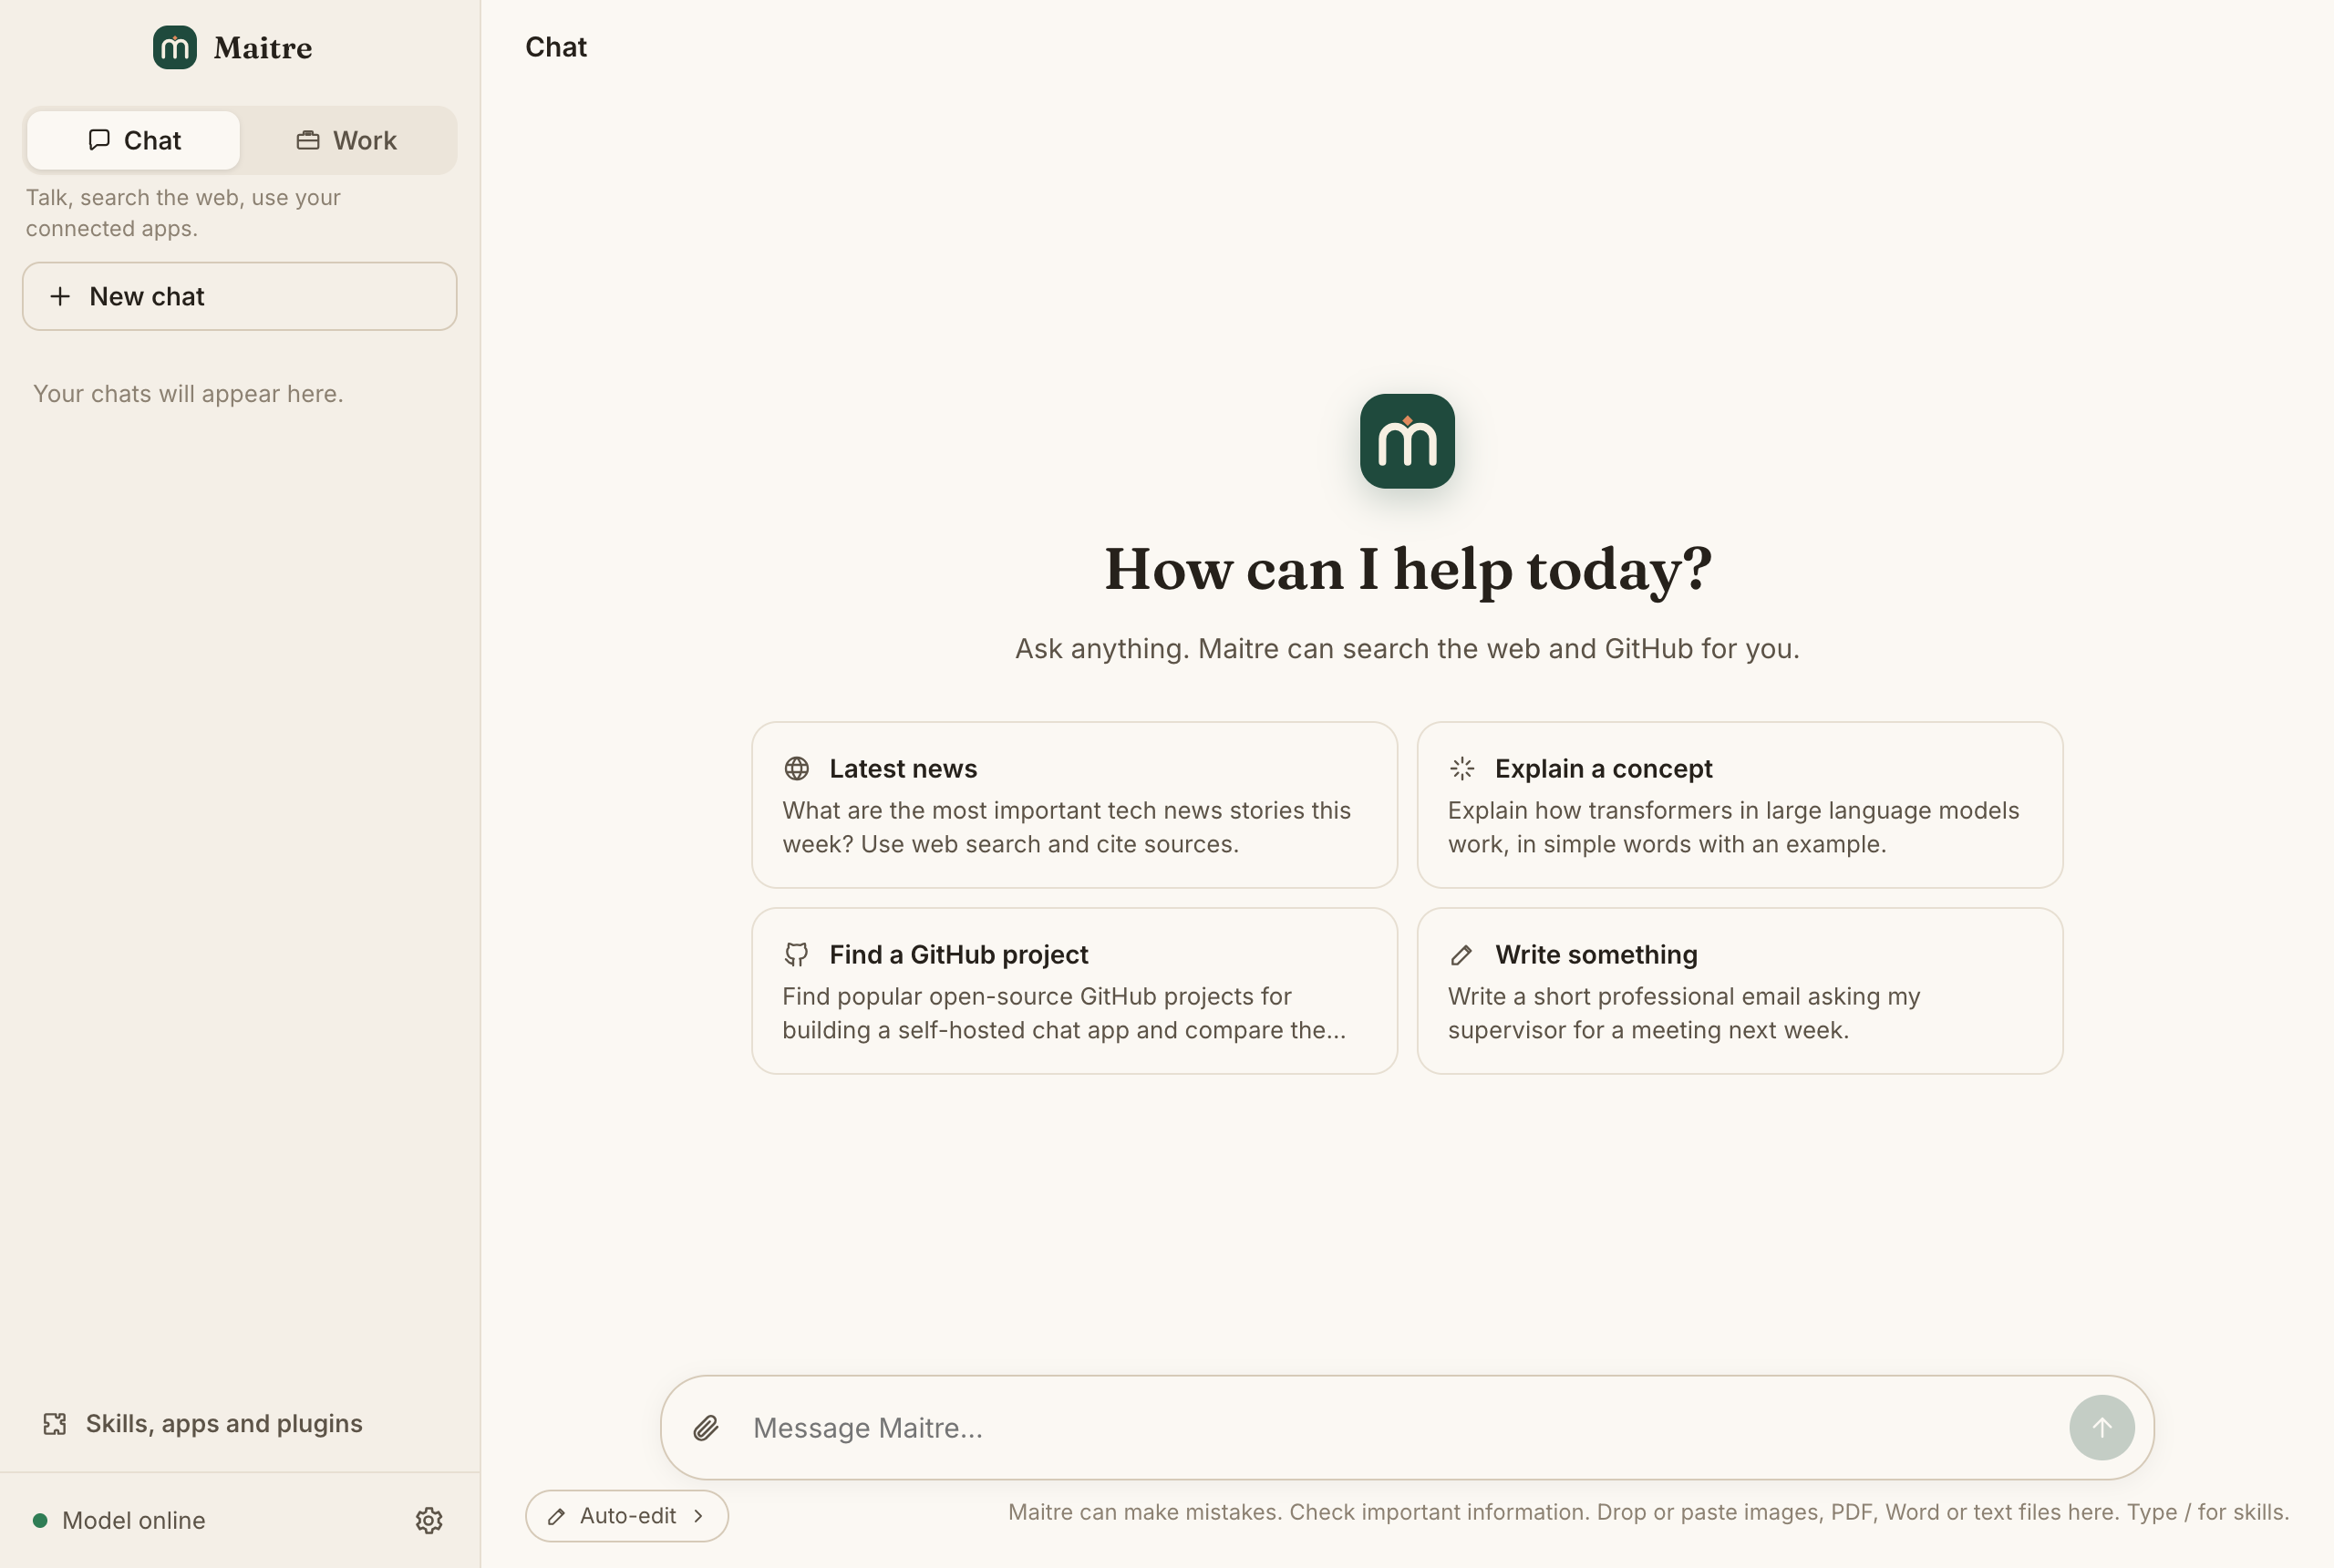 Maitre
Chat
Work
Talk, search the web, use your
connected apps.
New chat
Your chats will appear here.
Skills, apps and plugins
Model online
Chat
How can I help today?
Ask anything. Maitre can search the web and GitHub for you.
Latest news
What are the most important tech news stories this
week? Use web search and cite sources.
Explain a concept
Explain how transformers in large language models
work, in simple words with an example.
Find a GitHub project
Find popular open-source GitHub projects for
building a self-hosted chat app and compare the...
Write something
Write a short professional email asking my
supervisor for a meeting next week.
Message Maitre...
Auto-edit
Maitre can make mistakes. Check important information. Drop or paste images, PDF, Word or text files here. Type / for skills.